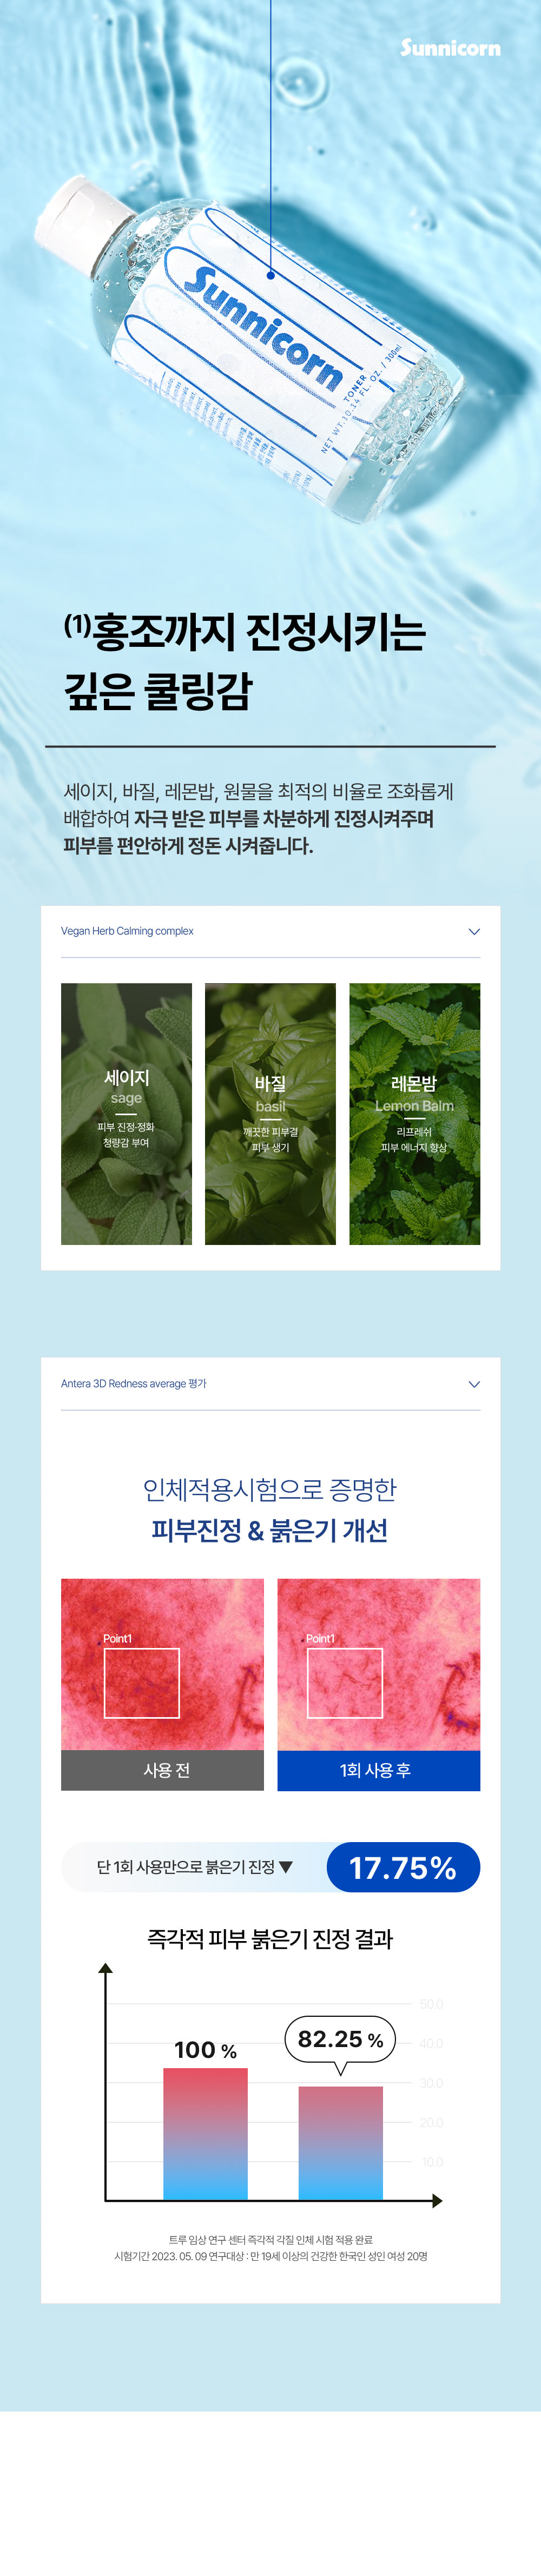 Sunnicorn
Sunnicorn
TONER
NET WT.10.14 FL. OZ. / 300ml
(1)홍조까지 진정시키는
깊은 쿨링감
세이지, 바질, 레몬밤, 원물을 최적의 비율로 조화롭게
배합하여 자극 받은 피부를 차분하게 진정시켜주며
피부를 편안하게 정돈 시켜줍니다.
Vegan Herb Calming complex
세이지
sage
피부 진정·정화
청량감 부여
바질
basil
깨끗한 피부결
피부 생기
레몬밤
Lemon Balm
리프레쉬
피부 에너지 향상
Antera 3D Redness average 평가
인체적용시험으로 증명한
피부진정 & 붉은기 개선
Point1
Point1
사용 전
1회 사용 후
단 1회 사용만으로 붉은기 진정 ▼
17.75%
즉각적 피부 붉은기 진정 결과
50.0
40.0
30.0
20.0
10.0
100 %
82.25 %
트루 임상 연구 센터 즉각적 각질 인체 시험 적용 완료
시험기간 2023. 05. 09 연구대상 : 만 19세 이상의 건강한 한국인 성인 여성 20명